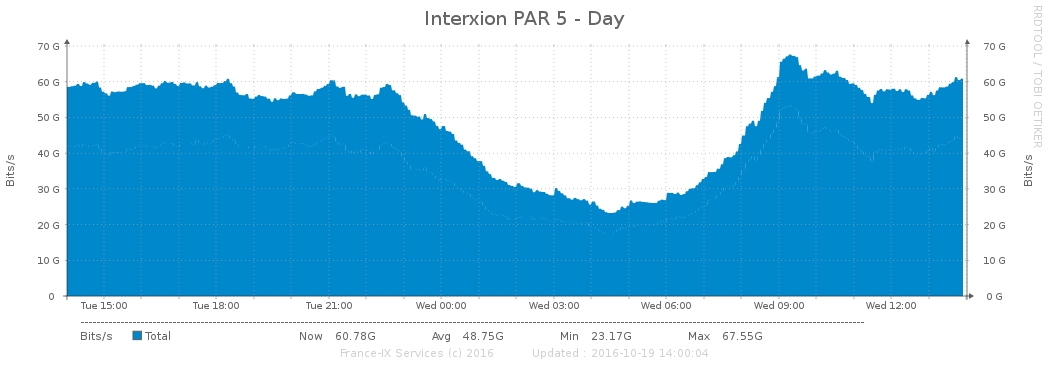 Interxion PAR 5 - Day
RRDTOOL / TOBI OETIKER
Bits/s
Bits/s
70 G 70 G
60 G 60 G
50 G 50 G
40 G 40 G
30 G 30 G
20 G 20 G
10 G 10 G
0 0 G
Tue 15:00 Tue 18:00 Tue 21:00 Wed 00:00 Wed 03:00 Wed 06:00 Wed 09:00 Wed 12:00
Bits/s Total Now 60.78G Avg 48.75G Min 23.17G Max 67.55G
France-IX Services (c) 2016 Updated : 2016-10-19 14:00:04